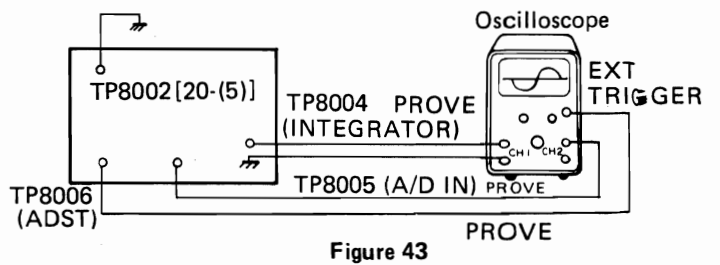 Oscilloscope
EXT
TRIGGER
TP8002 [20-(5)]
TP8004 PROVE
(INTEGRATOR)
CH1 CH2
TP8005 (A/D IN) PROVE
TP8006
(ADST)
PROVE
Figure 43